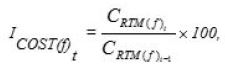 I_{COST(f)_t} = \frac{C_{RTM(f)_t}}{C_{RTM(f)_{t-1}}} \times 100,